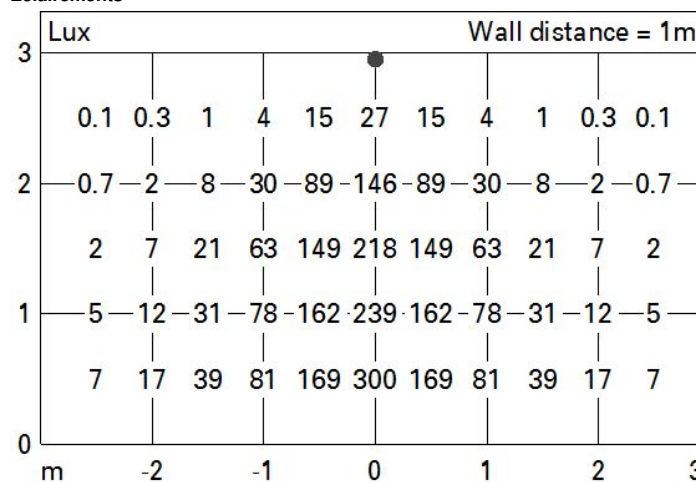 Lux Wall distance = 1m
3
0.1 0.3 1 4 15 27 15 4 1 0.3 0.1
2 0.7 2 8 30 89 146 89 30 8 2 0.7
2 7 21 63 149 218 149 63 21 7 2
1 5 12 31 78 162 239 162 78 31 12 5
7 17 39 81 169 300 169 81 39 17 7
0
m -2 -1 0 1 2 3